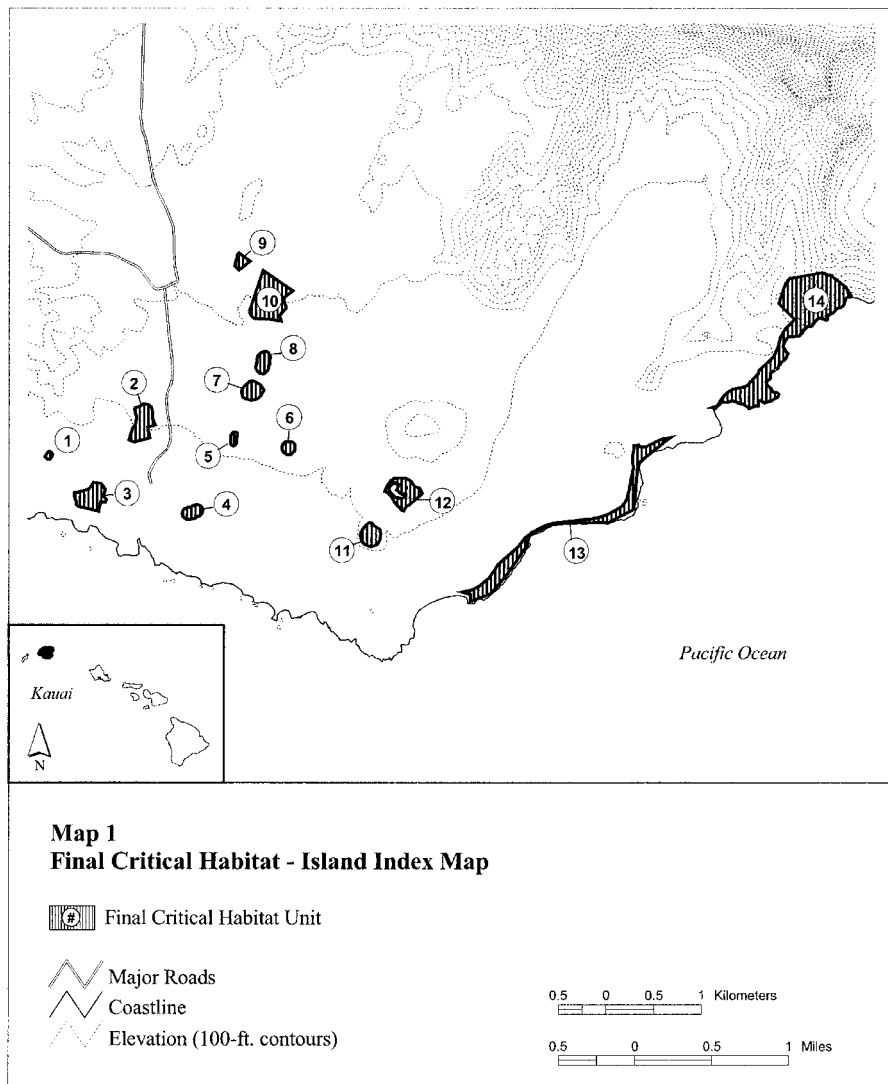 9
10
14
8
7
2
6
1
5
12
3
4
11
13
Pacific Ocean
Kauai
N
Map 1
Final Critical Habitat - Island Index Map
# Final Critical Habitat Unit
Major Roads
Coastline
Elevation (100-ft. contours)
0.5 0 0.5 1 Kilometers
0.5 0 0.5 1 Miles